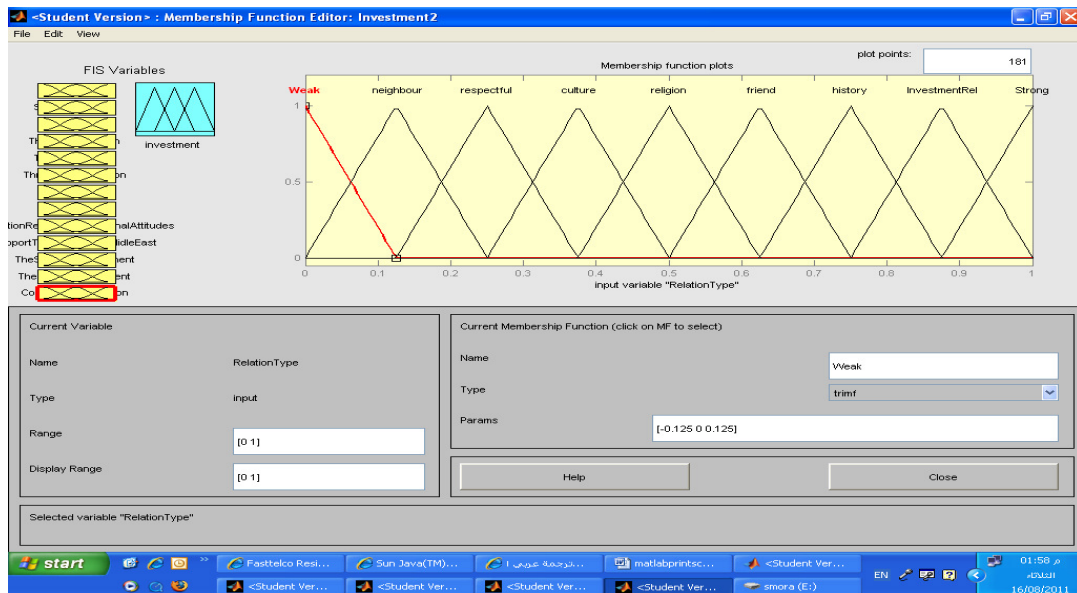 <Student Version> : Membership Function Editor: Investment2
File Edit View
FIS Variables
investment
nalAttitudes
MiddleEast
plot points:
181
Membership function plots
Weak neighbour respectful culture religion friend history InvestmentRel Strong
1
0.5
0
0 0.1 0.2 0.3 0.4 0.5 0.6 0.7 0.8 0.9 1
input variable "RelationType"
Current Variable
Name RelationType
Type input
Range [0 1]
Display Range [0 1]
Current Membership Function (click on MF to select)
Name Weak
Type trimf
Params [-0.125 0 0.125]
Help Close
Selected variable "RelationType"
start
Fasttelco Resi...
Sun Java(TM)...
ترجمة عربي ا...
matlabprintsc...
<Student Ver...
<Student Ver...
<Student Ver...
<Student Ver...
<Student Ver...
smora (E:)
EN
01:58 م
الثلاثاء
16/08/2011